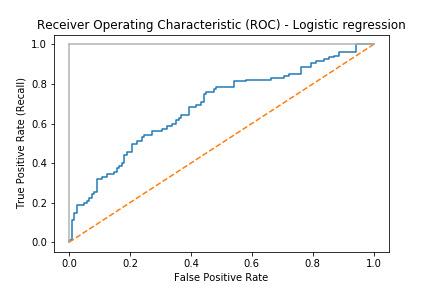 Receiver Operating Characteristic (ROC) - Logistic regression
True Positive Rate (Recall)
1.0
0.8
0.6
0.4
0.2
0.0
0.0 0.2 0.4 0.6 0.8 1.0
False Positive Rate